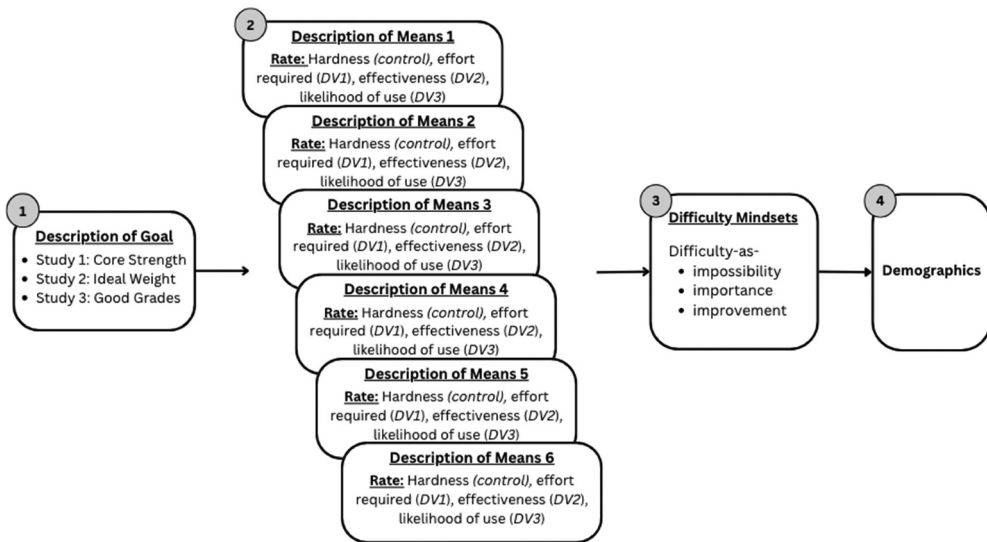 1
Description of Goal
• Study 1: Core Strength
• Study 2: Ideal Weight
• Study 3: Good Grades
2
Description of Means 1
Rate: Hardness (control), effort
required (DV1), effectiveness (DV2),
likelihood of use (DV3)
Description of Means 2
Rate: Hardness (control), effort
required (DV1), effectiveness (DV2),
likelihood of use (DV3)
Description of Means 3
Rate: Hardness (control), effort
required (DV1), effectiveness (DV2),
likelihood of use (DV3)
Description of Means 4
Rate: Hardness (control), effort
required (DV1), effectiveness (DV2),
likelihood of use (DV3)
Description of Means 5
Rate: Hardness (control), effort
required (DV1), effectiveness (DV2),
likelihood of use (DV3)
Description of Means 6
Rate: Hardness (control), effort
required (DV1), effectiveness (DV2),
likelihood of use (DV3)
3
Difficulty Mindsets
Difficulty-as-
• impossibility
• importance
• improvement
4
Demographics